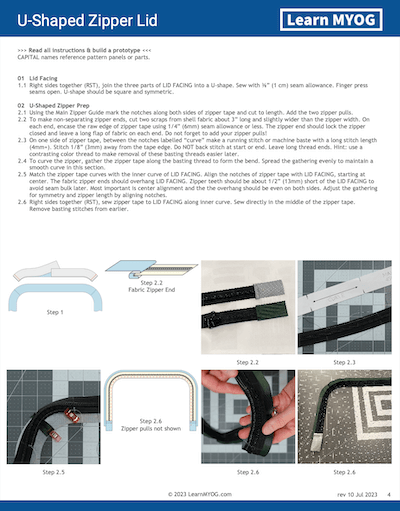 U-Shaped Zipper Lid
Learn MYOG
>>> Read all instructions & build a prototype <<<
CAPITAL names reference pattern panels or parts.
01 Lid Facing
1.1 Right sides together (RST), join the three parts of LID FACING into a U-shape. Sew with ⅜” (1 cm) seam allowance. Finger press
seams open. U-shape should be square and symmetric.
02 U-Shaped Zipper Prep
2.1 Using the Main Zipper Guide mark the notches along both sides of zipper tape and cut to length. Add the two zipper pulls.
2.2 To make non-separating zipper ends, cut two scraps from shell fabric about 3” long and slightly wider than the zipper width. On
each end, encase the raw edge of zipper tape using 1/4” (6mm) seam allowance or less. The zipper end should lock the zipper
closed and leave a long flap of fabric on each end. Do not forget to add your zipper pulls!
2.3 On one side of zipper tape, between the notches labelled “curve”, make a running stitch or machine baste with a long stitch length
(4mm+). Stitch 1/8” (3mm) away from the tape edge. Do NOT back stitch at start or end. Leave long thread ends. Hint: use a
contrasting color thread to make removal of these basting threads easier later.
2.4 To curve the zipper, gather the zipper tape along the basting thread to form the bend. Spread the gathering evenly to maintain a
smooth curve in this section.
2.5 Match the zipper tape curves with the inner curve of LID FACING. Align the notches of zipper tape with LID FACING, starting at
center. The fabric zipper ends should overhang LID FACING. Zipper teeth should be about 1/2” (13mm) short of the LID FACING to
avoid seam bulk later. Most important is center alignment and the overhang should be even on both sides. Adjust the gathering
for symmetry and zipper length by aligning notches.
2.6 Right sides together (RST), sew zipper tape to LID FACING along inner curve. Sew directly in the middle of the zipper tape.
Remove basting stitches from earlier.
Step 1
Step 2.2
Fabric Zipper End
Step 2.2
Step 2.3
Step 2.5
Step 2.6
Zipper pulls not shown
Step 2.6
Step 2.6
© 2023 LearnMYOG.com
rev 10 Jul 2023 4